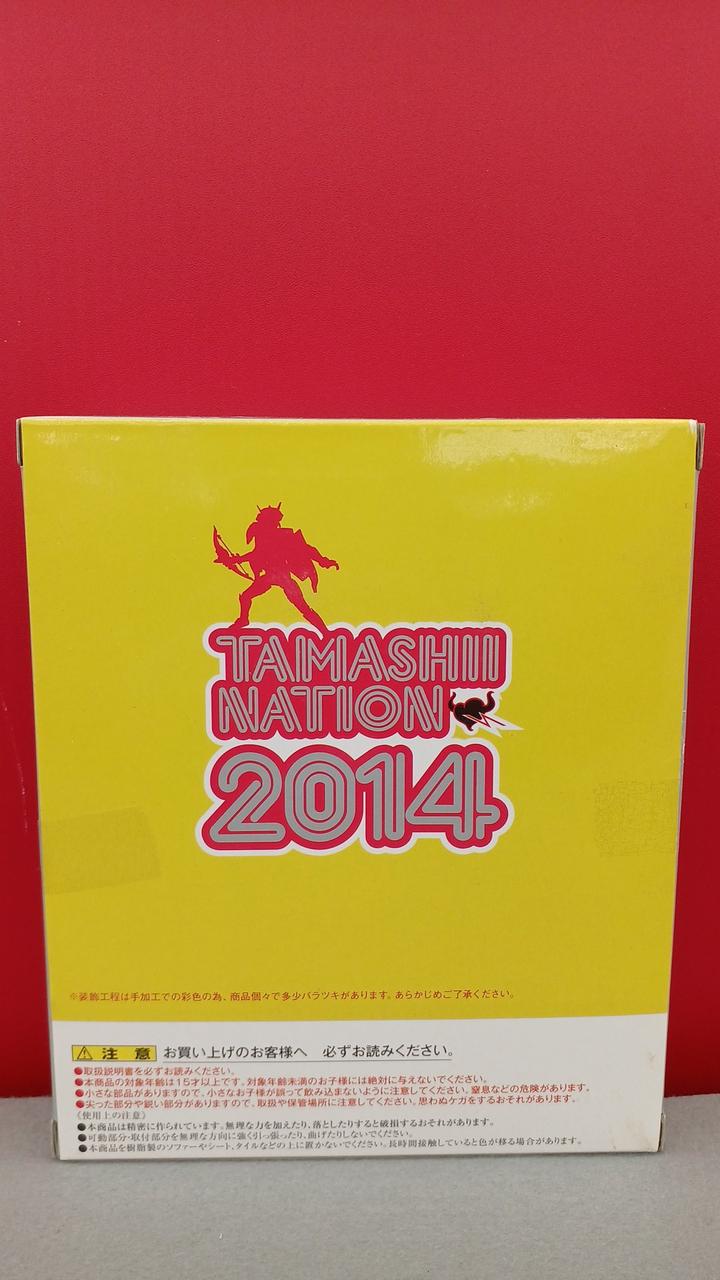 TAMASHII
NATION
2014
※装飾工程は手加工での彩色の為、商品個々で多少バラツキがあります。あらかじめご了承ください。
注 意 お買い上げのお客様へ 必ずお読みください。
●取扱説明書を必ずお読みください。
●本商品の対象年齢は15才以上です。対象年齢未満のお子様には絶対に与えないでください。
●小さな部品がありますので、小さなお子様が誤って飲み込まないように注意してください。窒息などの危険があります。
●尖った部分や鋭い部分がありますので、取扱や保管場所に注意してください。思わぬケガをするおそれがあります。
《使用上の注意》
●本商品は精密に作られています。無理な力を加えたり、落としたりすると破損するおそれがあります。
●可動部分・取付部分を無理な方向に強く引っ張ったり、曲げたりしないでください。
●本商品を樹脂製のソファーやシート、タイルなどの上に置かないでください。長時間接触していると色が移る場合があります。